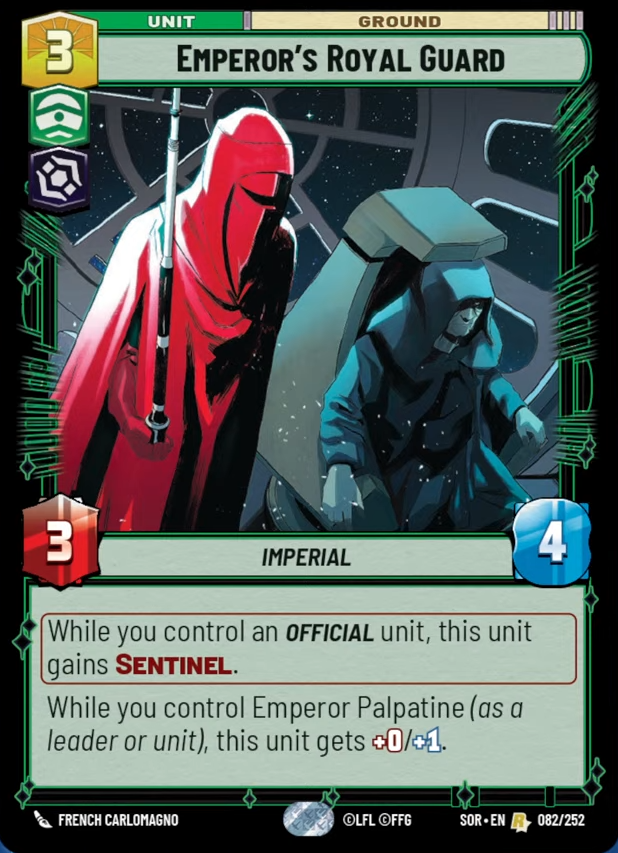 UNIT GROUND
3 EMPEROR'S ROYAL GUARD
3 IMPERIAL 4
While you control an OFFICIAL unit, this unit
gains SENTINEL.
While you control Emperor Palpatine (as a
leader or unit), this unit gets +0/+1.
FRENCH CARLOMAGNO ©LFL ©FFG SOR • EN R 082/252